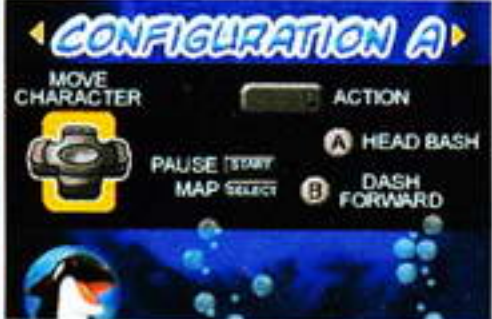 CONFIGURATION A
MOVE
CHARACTER
ACTION
A HEAD BASH
PAUSE START
MAP SELECT
B DASH
FORWARD